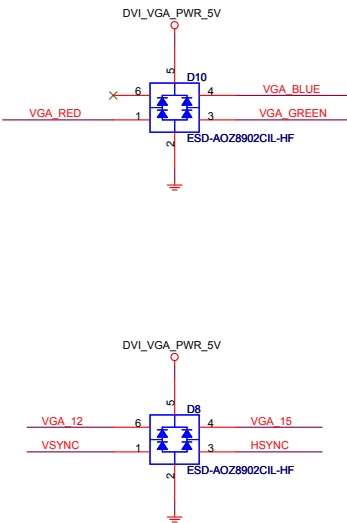 DVI_VGA_PWR_5V
5
D10
6
4
VGA_BLUE
VGA_RED
1
3
VGA_GREEN
2
ESD-AOZ8902CIL-HF
DVI_VGA_PWR_5V
5
D8
VGA_12
6
4
VGA_15
VSYNC
1
3
HSYNC
2
ESD-AOZ8902CIL-HF